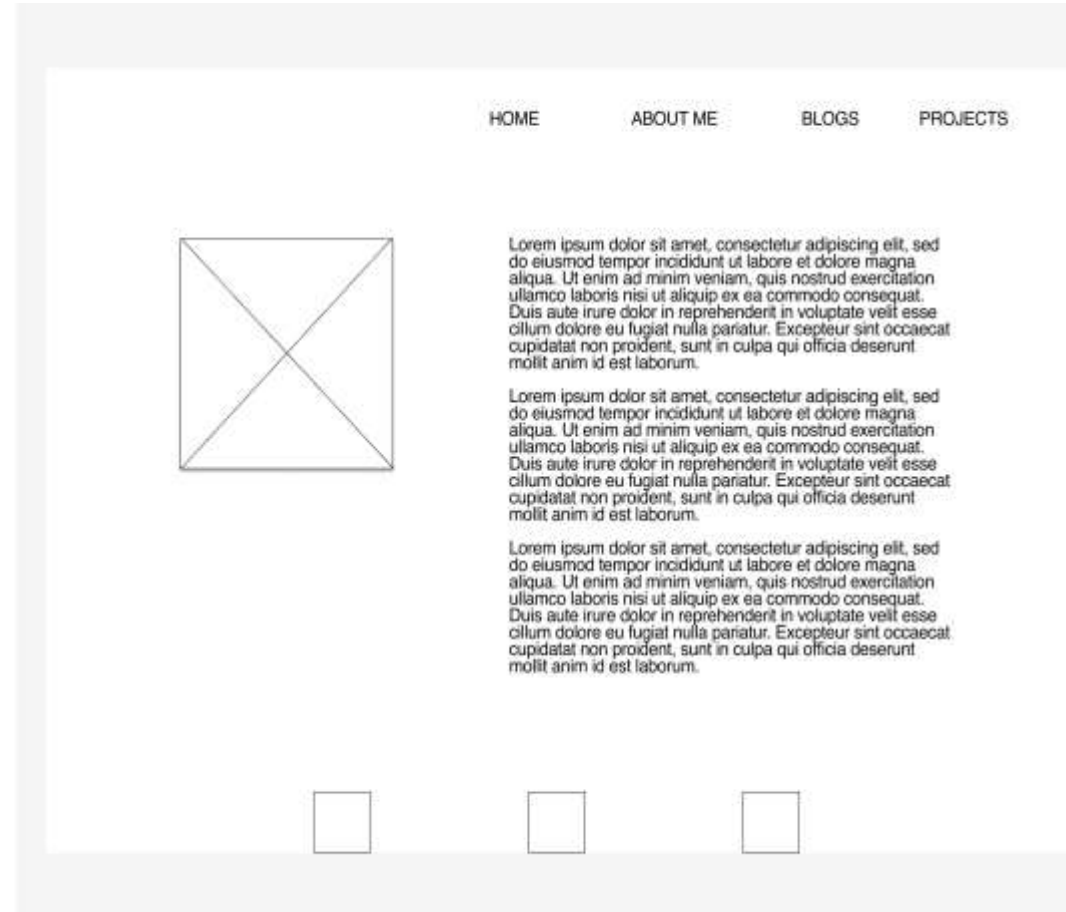 HOME ABOUT ME BLOGS PROJECTS
Lorem ipsum dolor sit amet, consectetur adipiscing elit, sed
do eiusmod tempor incididunt ut labore et dolore magna
aliqua. Ut enim ad minim veniam, quis nostrud exercitation
ullamco laboris nisi ut aliquip ex ea commodo consequat.
Duis aute irure dolor in reprehenderit in voluptate velit esse
cillum dolore eu fugiat nulla pariatur. Excepteur sint occaecat
cupidatat non proident, sunt in culpa qui officia deserunt
mollit anim id est laborum.
Lorem ipsum dolor sit amet, consectetur adipiscing elit, sed
do eiusmod tempor incididunt ut labore et dolore magna
aliqua. Ut enim ad minim veniam, quis nostrud exercitation
ullamco laboris nisi ut aliquip ex ea commodo consequat.
Duis aute irure dolor in reprehenderit in voluptate velit esse
cillum dolore eu fugiat nulla pariatur. Excepteur sint occaecat
cupidatat non proident, sunt in culpa qui officia deserunt
mollit anim id est laborum.
Lorem ipsum dolor sit amet, consectetur adipiscing elit, sed
do eiusmod tempor incididunt ut labore et dolore magna
aliqua. Ut enim ad minim veniam, quis nostrud exercitation
ullamco laboris nisi ut aliquip ex ea commodo consequat.
Duis aute irure dolor in reprehenderit in voluptate velit esse
cillum dolore eu fugiat nulla pariatur. Excepteur sint occaecat
cupidatat non proident, sunt in culpa qui officia deserunt
mollit anim id est laborum.